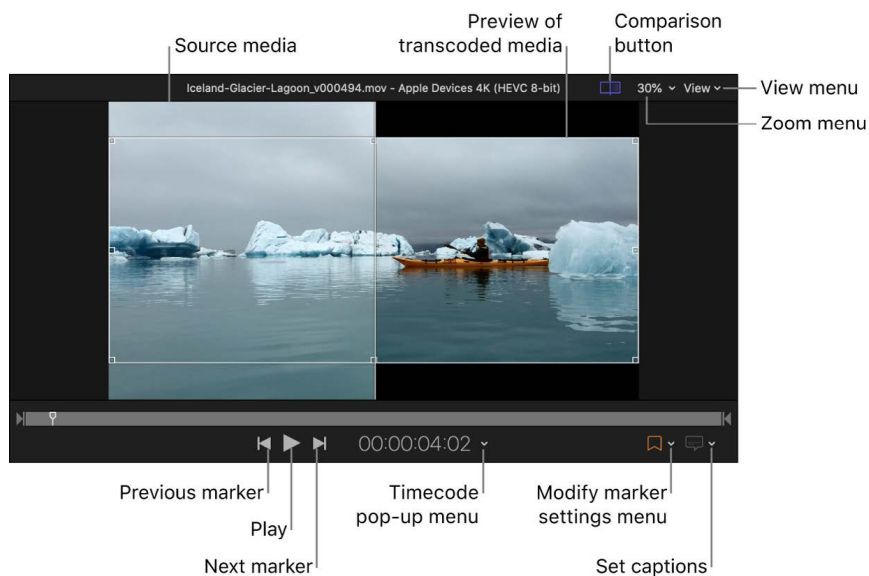 Preview of
transcoded media
Comparison
button
Source media
Iceland-Glacier-Lagoon_v000494.mov - Apple Devices 4K (HEVC 8-bit)
30%
View
View menu
Zoom menu
00:00:04:02
Previous marker
Play
Next marker
Timecode
pop-up menu
Modify marker
settings menu
Set captions